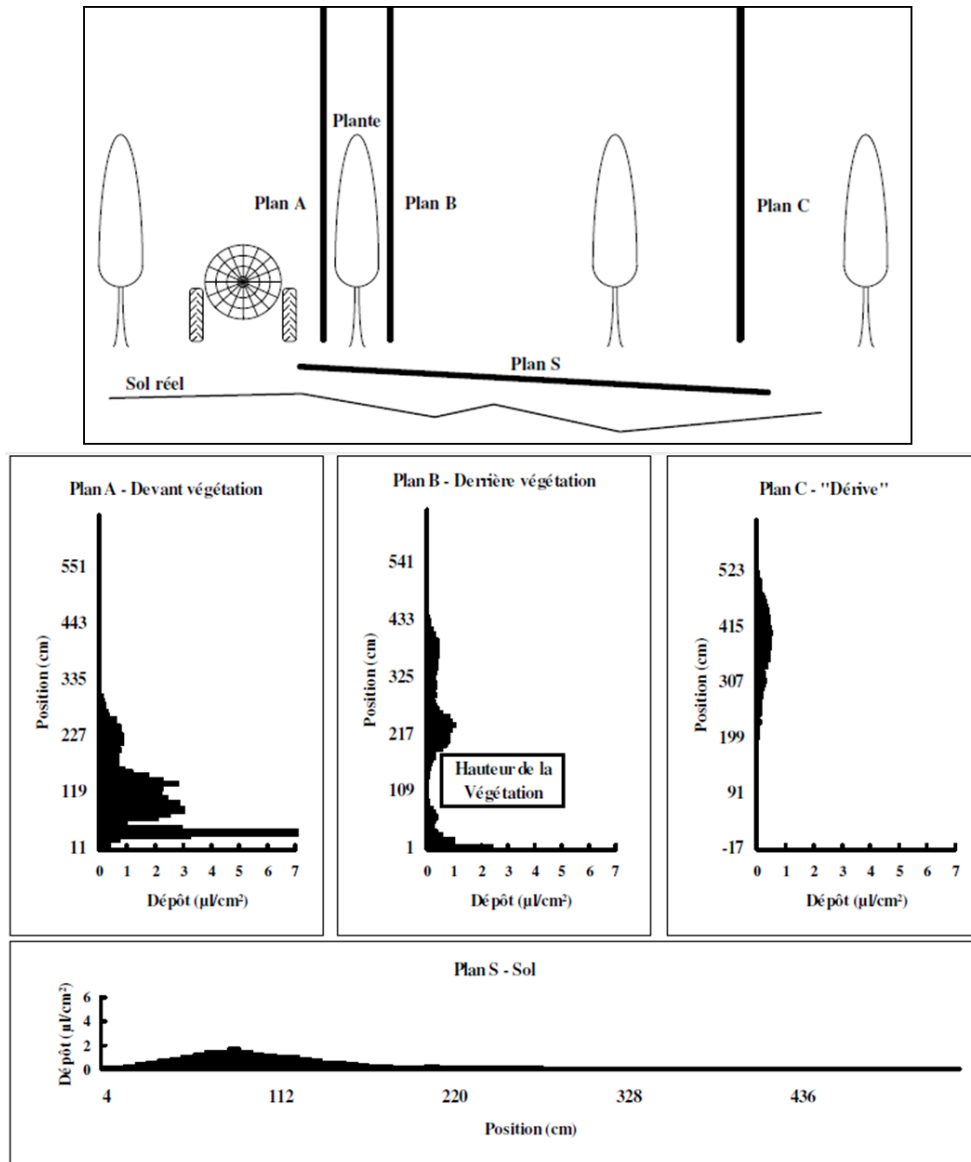 Plante
Plan A
Plan B
Plan C
Plan S
Sol réel
Plan A - Devant végétation
Position (cm)
551
443
335
227
119
11
0 1 2 3 4 5 6 7
Dépôt (µl/cm²)
Plan B - Derrière végétation
Position (cm)
541
433
325
217
109
1
Hauteur de la
Végétation
0 1 2 3 4 5 6 7
Dépôt (µl/cm²)
Plan C - "Dérive"
Position (cm)
523
415
307
199
91
-17
0 1 2 3 4 5 6 7
Dépôt (µl/cm²)
Plan S - Sol
Dépôt (µl/cm²)
6
4
2
0
4 112 220 328 436
Position (cm)